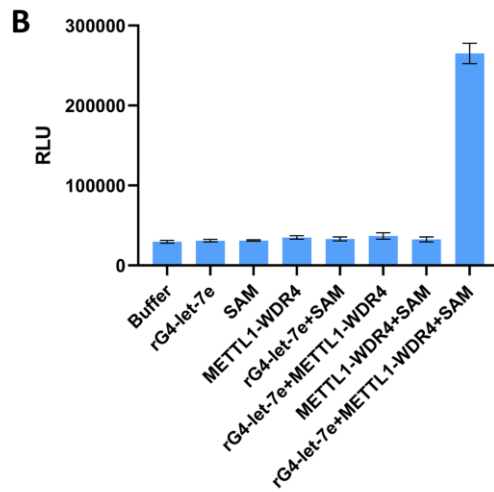 B
300000
200000
100000
0
RLU
Buffer
rG4-let-7e
SAM
METTL1-WDR4
rG4-let-7e+SAM
rG4-let-7e+METTL1-WDR4
METTL1-WDR4+SAM
rG4-let-7e+METTL1-WDR4+SAM